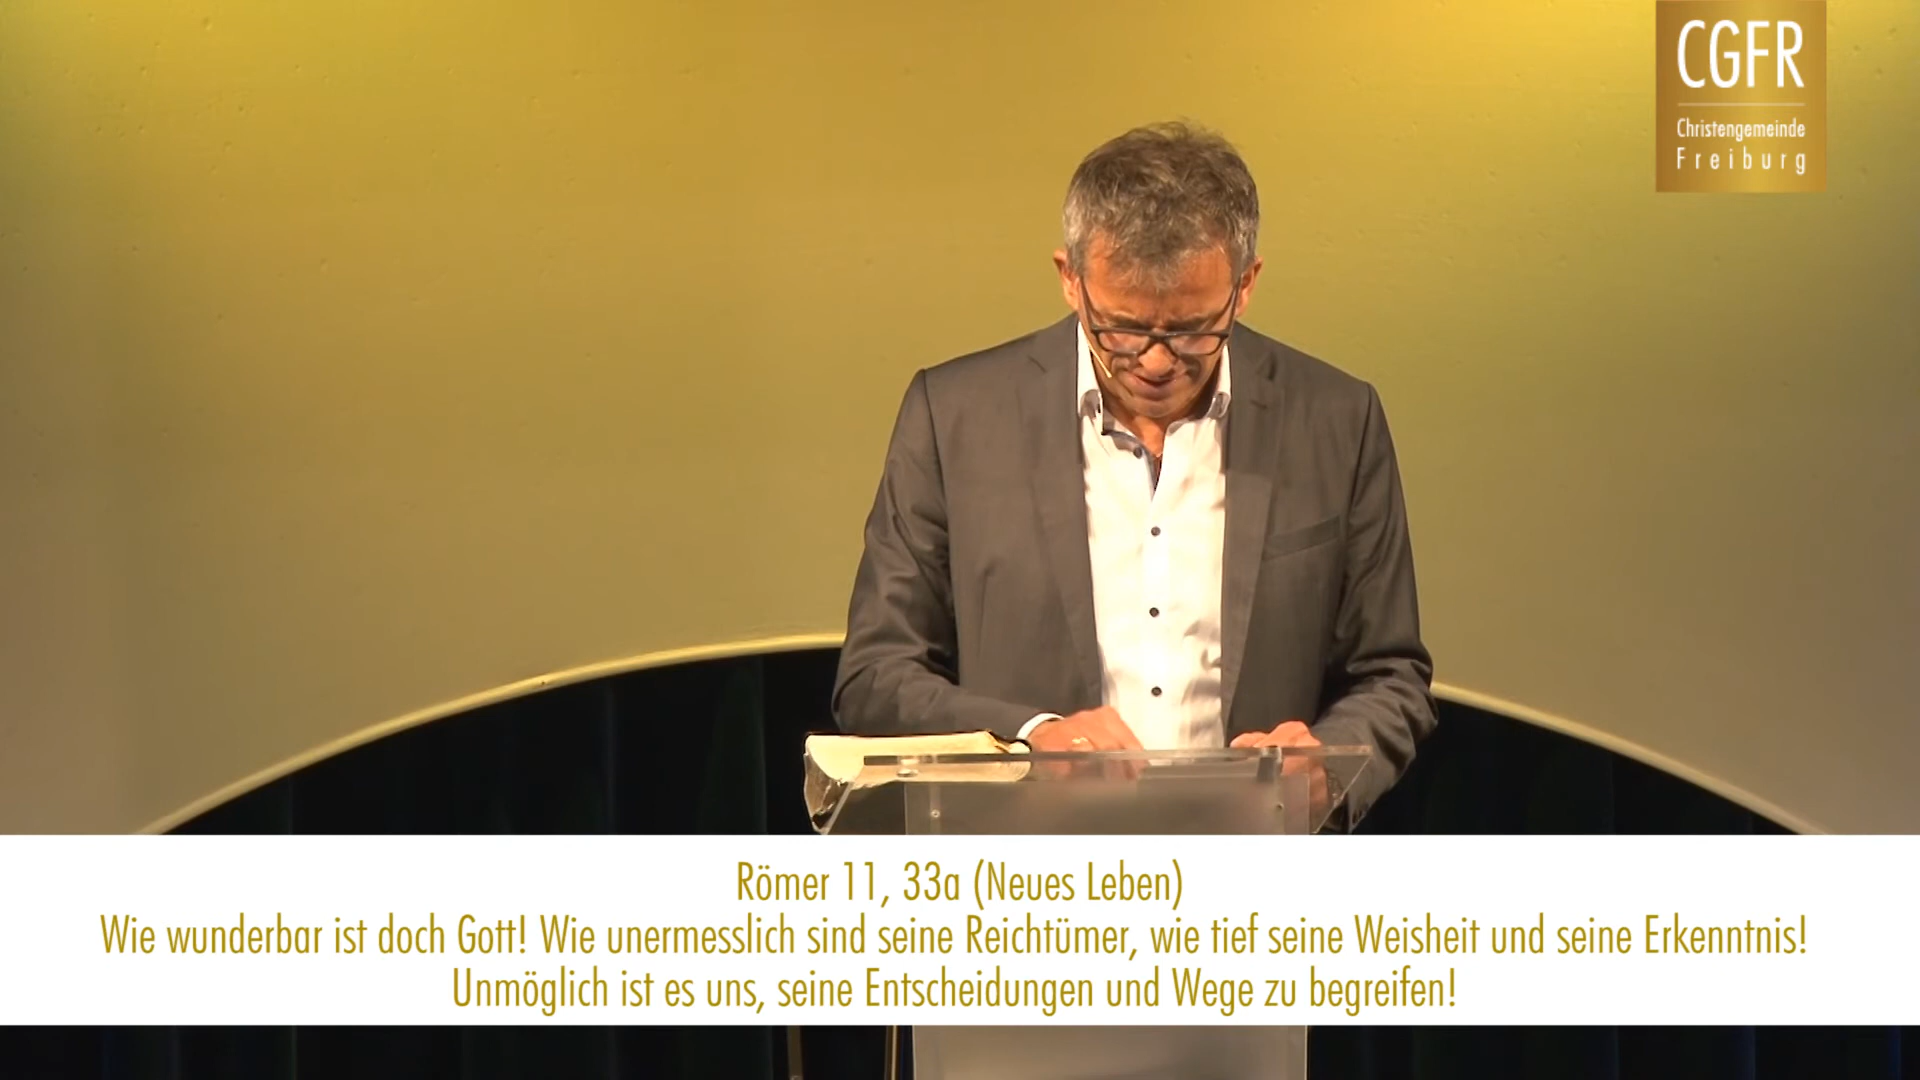 CGFR
Christengemeinde
Freiburg
Römer 11, 33a (Neues Leben)
Wie wunderbar ist doch Gott! Wie unermesslich sind seine Reichtümer, wie tief seine Weisheit und seine Erkenntnis!
Unmöglich ist es uns, seine Entscheidungen und Wege zu begreifen!